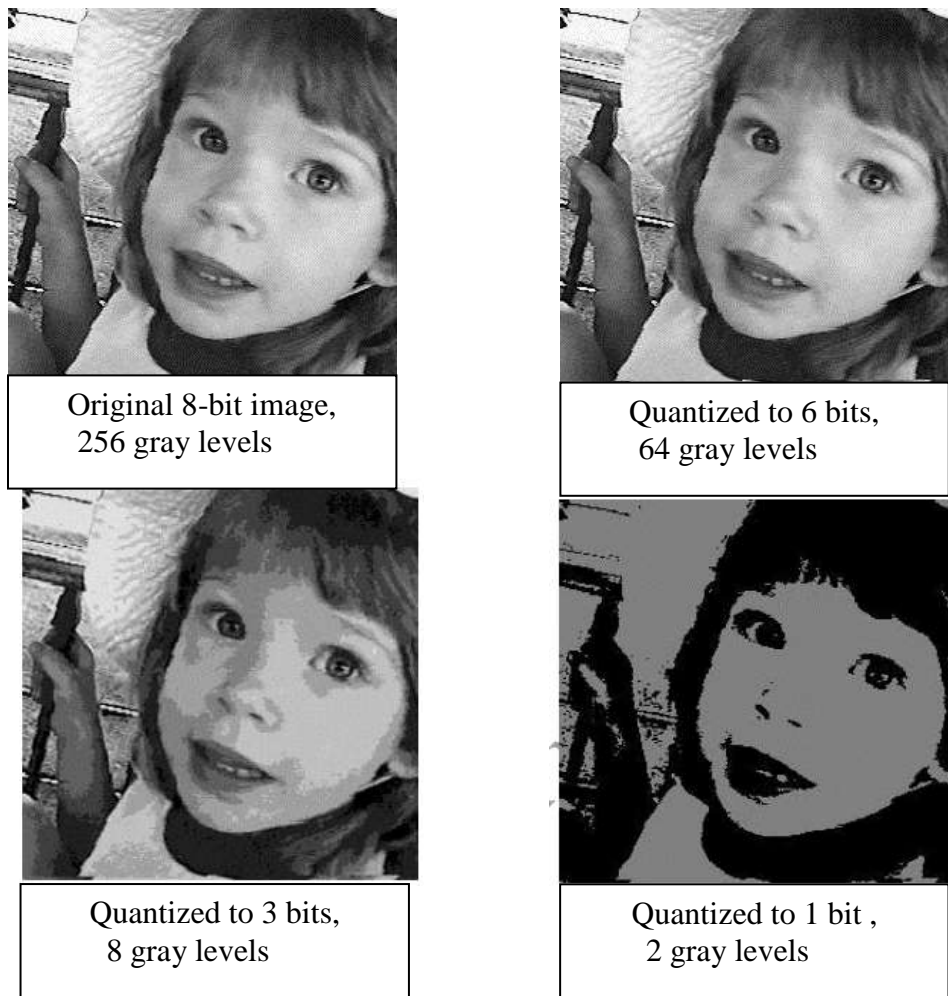 Original 8-bit image,
256 gray levels
Quantized to 6 bits,
64 gray levels
Quantized to 3 bits,
8 gray levels
Quantized to 1 bit ,
2 gray levels